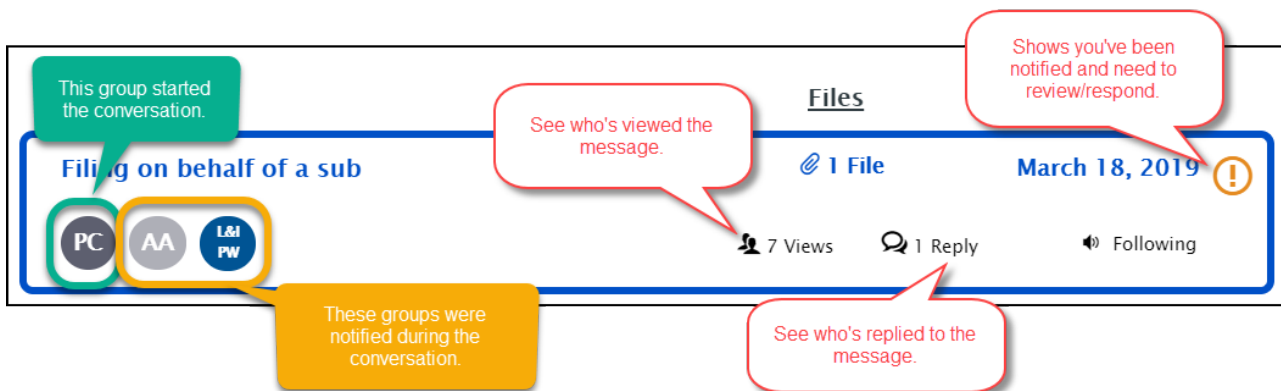 Shows you've been
notified and need to
review/respond.
This group started
the conversation.
Files
See who's viewed the
message.
Filing on behalf of a sub
1 File
March 18, 2019
!
PC
AA
L&I
PW
7 Views
1 Reply
Following
These groups were
notified during the
conversation.
See who's replied to the
message.